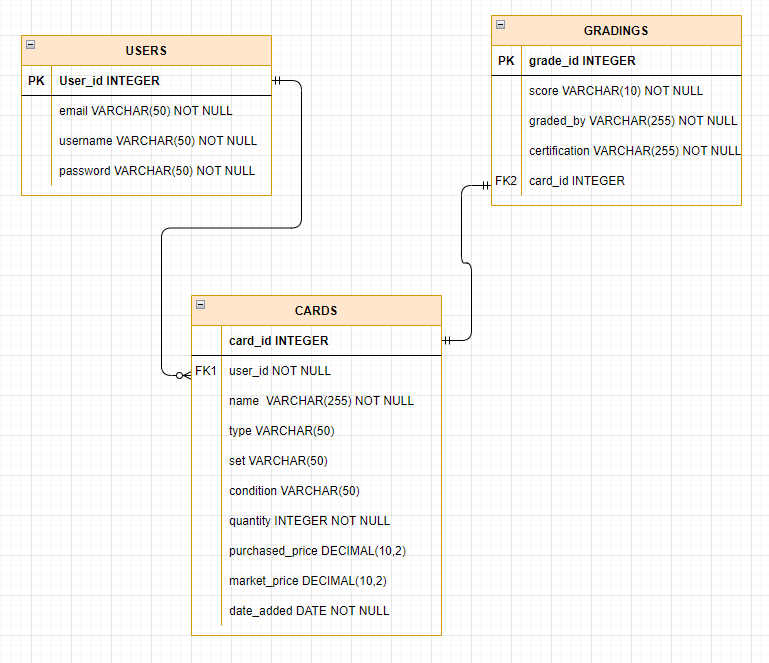 USERS
PK User_id INTEGER
email VARCHAR(50) NOT NULL
username VARCHAR(50) NOT NULL
password VARCHAR(50) NOT NULL
GRADINGS
PK grade_id INTEGER
score VARCHAR(10) NOT NULL
graded_by VARCHAR(255) NOT NULL
certification VARCHAR(255) NOT NULL
FK2 card_id INTEGER
CARDS
card_id INTEGER
FK1 user_id NOT NULL
name  VARCHAR(255) NOT NULL
type VARCHAR(50)
set VARCHAR(50)
condition VARCHAR(50)
quantity INTEGER NOT NULL
purchased_price DECIMAL(10,2)
market_price DECIMAL(10,2)
date_added DATE NOT NULL